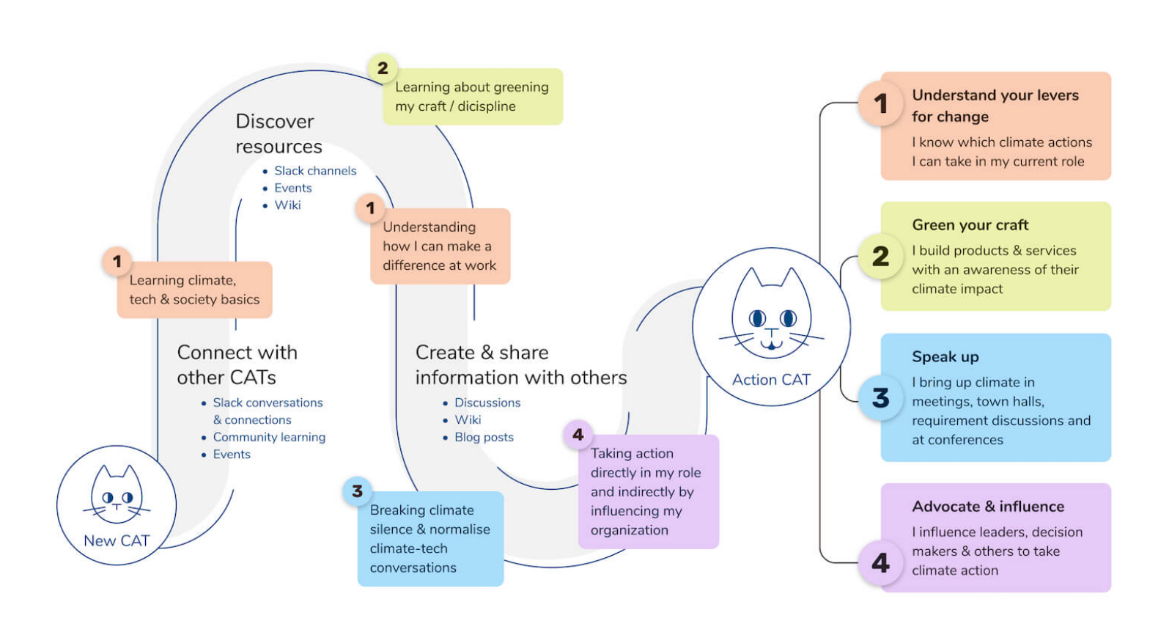 2
Learning about greening
my craft / dicispline
Discover
resources
• Slack channels
• Events
• Wiki
1
Understanding
how I can make a
difference at work
1
Learning climate,
tech & society basics
Connect with
other CATs
• Slack conversations
& connections
• Community learning
• Events
New CAT
Create & share
information with others
• Discussions
• Wiki
• Blog posts
3
Breaking climate
silence & normalise
climate-tech
conversations
4
Taking action
directly in my role
and indirectly by
influencing my
organization
Action CAT
1
Understand your levers
for change
I know which climate actions
I can take in my current role
2
Green your craft
I build products & services
with an awareness of their
climate impact
3
Speak up
I bring up climate in
meetings, town halls,
requirement discussions and
at conferences
4
Advocate & influence
I influence leaders, decision
makers & others to take
climate action